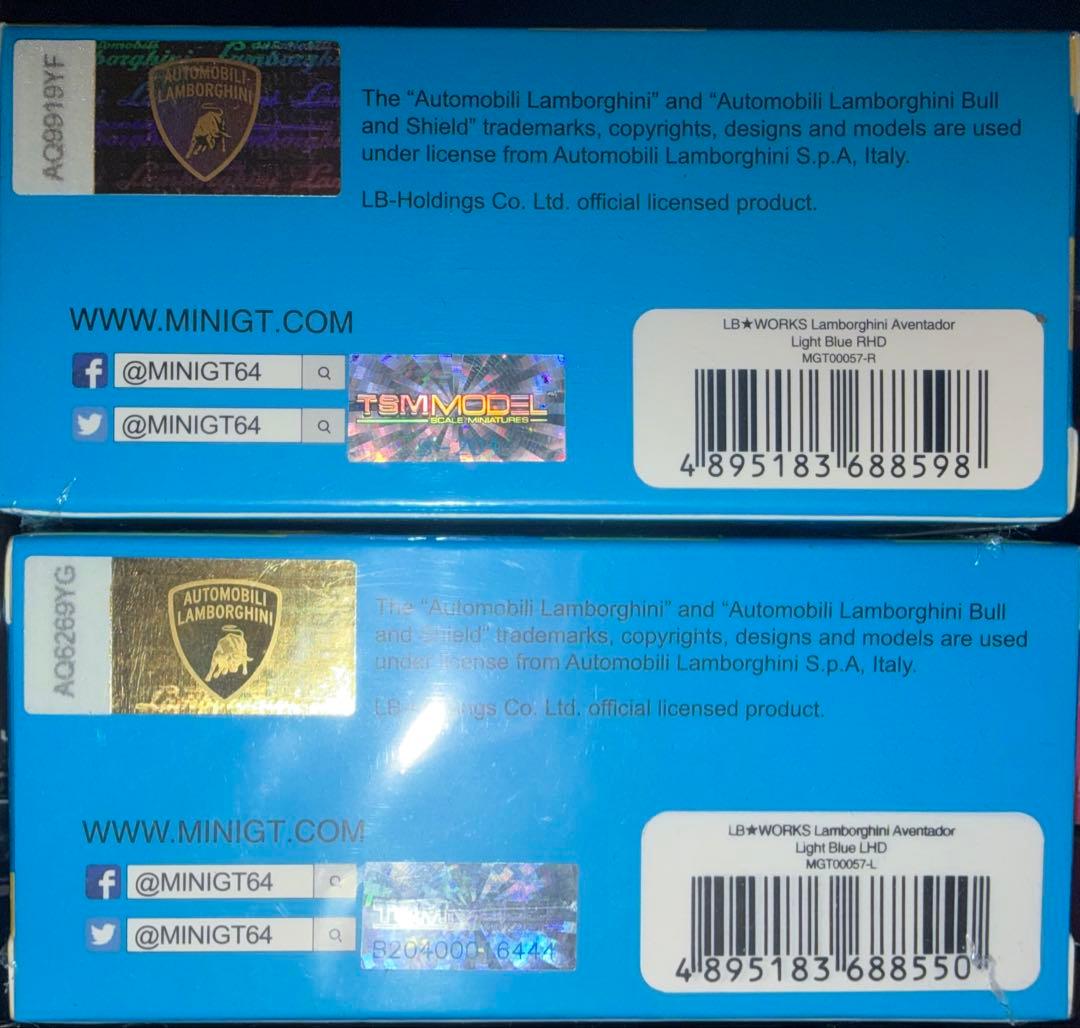 AQ9919YF
AUTOMOBILI
LAMBORGHINI
The “Automobili Lamborghini” and “Automobili Lamborghini Bull
and Shield” trademarks, copyrights, designs and models are used
under license from Automobili Lamborghini S.p.A, Italy.
LB-Holdings Co. Ltd. official licensed product.
WWW.MINIGT.COM
@MINIGT64
@MINIGT64
TSMMODEL
SCALE MINIATURES
LB★WORKS Lamborghini Aventador
Light Blue RHD
MGT00057-R
4 895183 688598
AQ6269YG
AUTOMOBILI
LAMBORGHINI
The “Automobili Lamborghini” and “Automobili Lamborghini Bull
and Shield” trademarks, copyrights, designs and models are used
under license from Automobili Lamborghini S.p.A, Italy.
Co. Ltd. official licensed product.
WWW.MINIGT.COM
@MINIGT64
@MINIGT64
LB★WORKS Lamborghini Aventador
Light Blue LHD
MGT00057-L
4 895183 688550